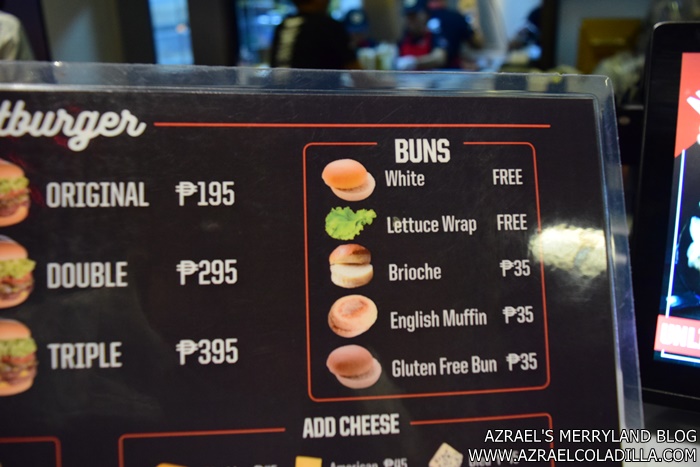 tburger
ORIGINAL ₱195
DOUBLE ₱295
TRIPLE ₱395
BUNS
White FREE
Lettuce Wrap FREE
Brioche ₱35
English Muffin ₱35
Gluten Free Bun ₱35
ADD CHEESE
American
AZRAEL'S MERRYLAND BLOG
WWW.AZRAELCOLADILLA.COM